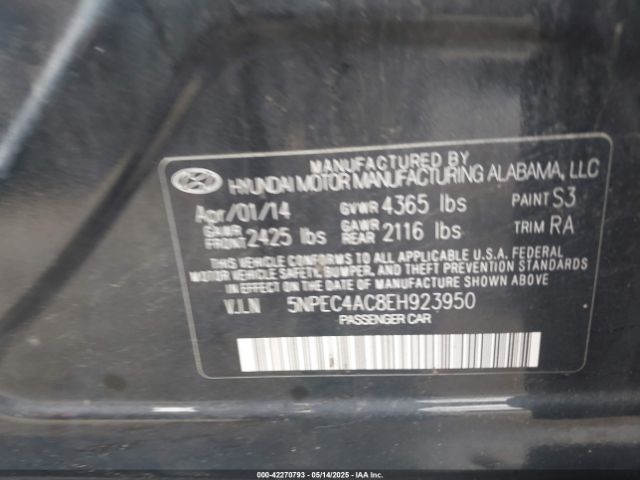 MANUFACTURED BY
HYUNDAI MOTOR MANUFACTURING ALABAMA, LLC
Apr/01/14 GVWR 4365 lbs PAINT S3
GAWR FRONT 2425 lbs GAWR REAR 2116 lbs TRIM RA
THIS VEHICLE CONFORMS TO ALL APPLICABLE U.S.A. FEDERAL
MOTOR VEHICLE SAFETY, BUMPER, AND THEFT PREVENTION
STANDARDS IN EFFECT ON THE DATE OF MANUFACTURE SHOWN ABOVE
V.I.N 5NPEC4AC8EH923950
PASSENGER CAR
000-42270793 - 05/14/2025 - Copyright © 2025 IAA, Inc.